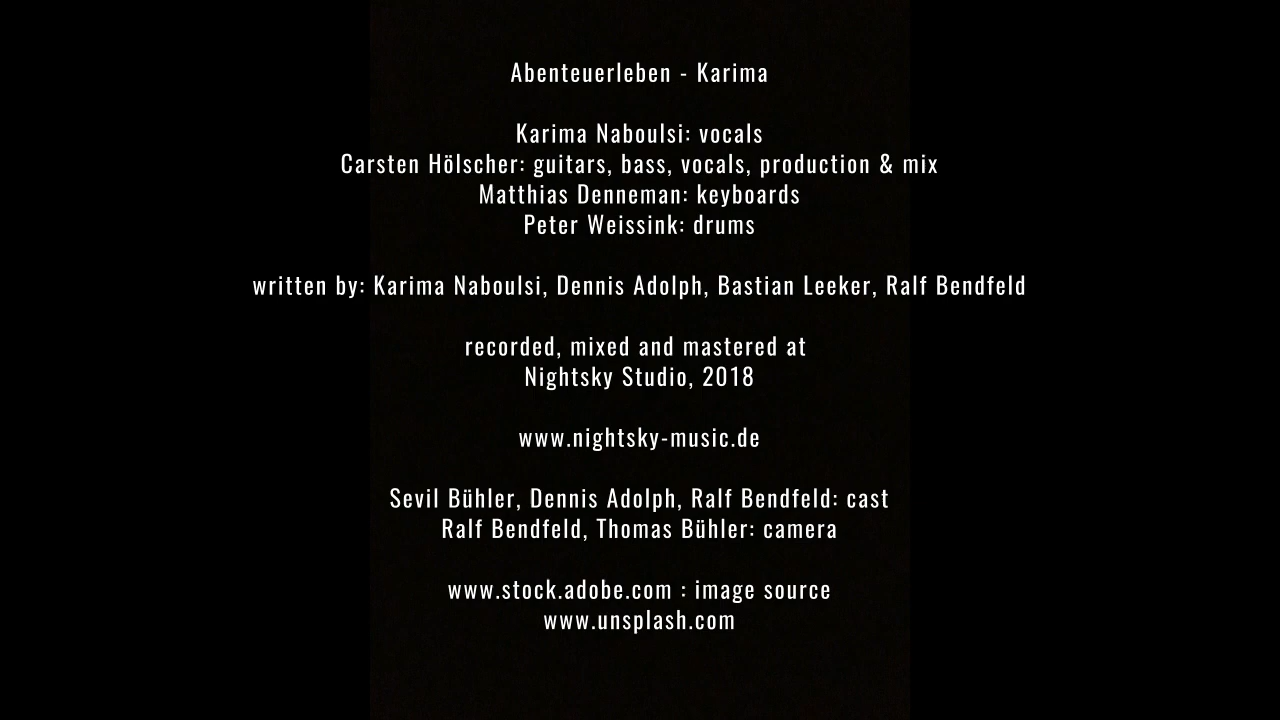 Abenteuerleben - Karima
Karima Naboulsi: vocals
Carsten Hölscher: guitars, bass, vocals, production & mix
Matthias Denneman: keyboards
Peter Weissink: drums
written by: Karima Naboulsi, Dennis Adolph, Bastian Leeker, Ralf Bendfeld
recorded, mixed and mastered at
Nightsky Studio, 2018
www.nightsky-music.de
Sevil Bühler, Dennis Adolph, Ralf Bendfeld: cast
Ralf Bendfeld, Thomas Bühler: camera
www.stock.adobe.com : image source
www.unsplash.com